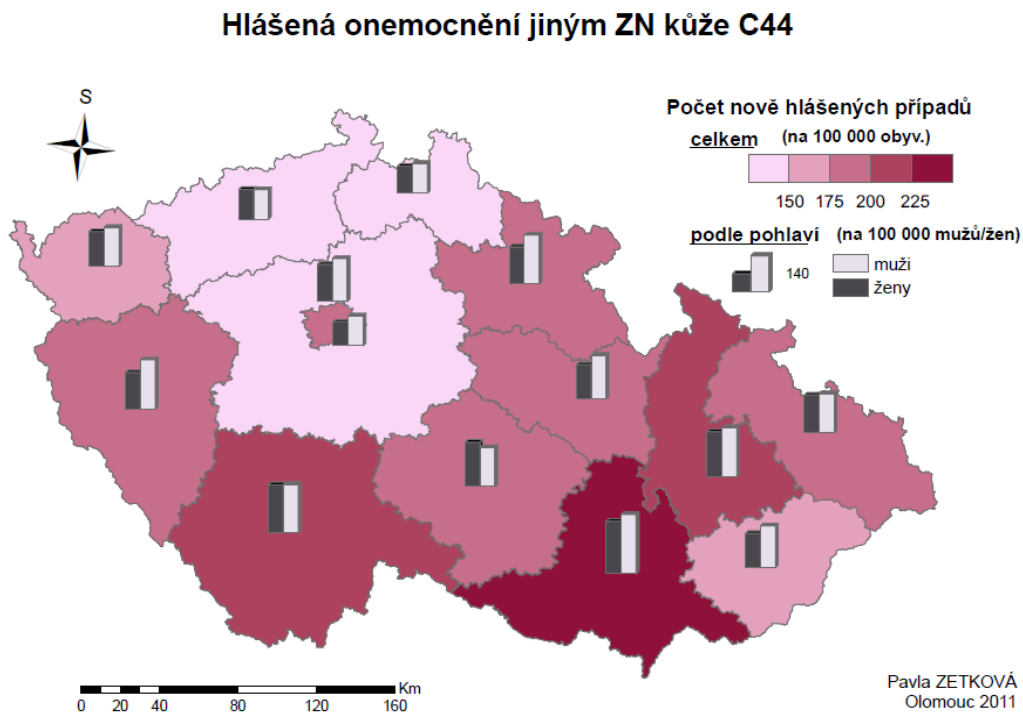 Hlášená onemocnění jiným ZN kůže C44
S
Počet nově hlášených případů
celkem (na 100 000 obyv.)
150 175 200 225
podle pohlaví (na 100 000 mužů/žen)
140
muži
ženy
Km
0 20 40 80 120 160
Pavla ZETKOVÁ
Olomouc 2011